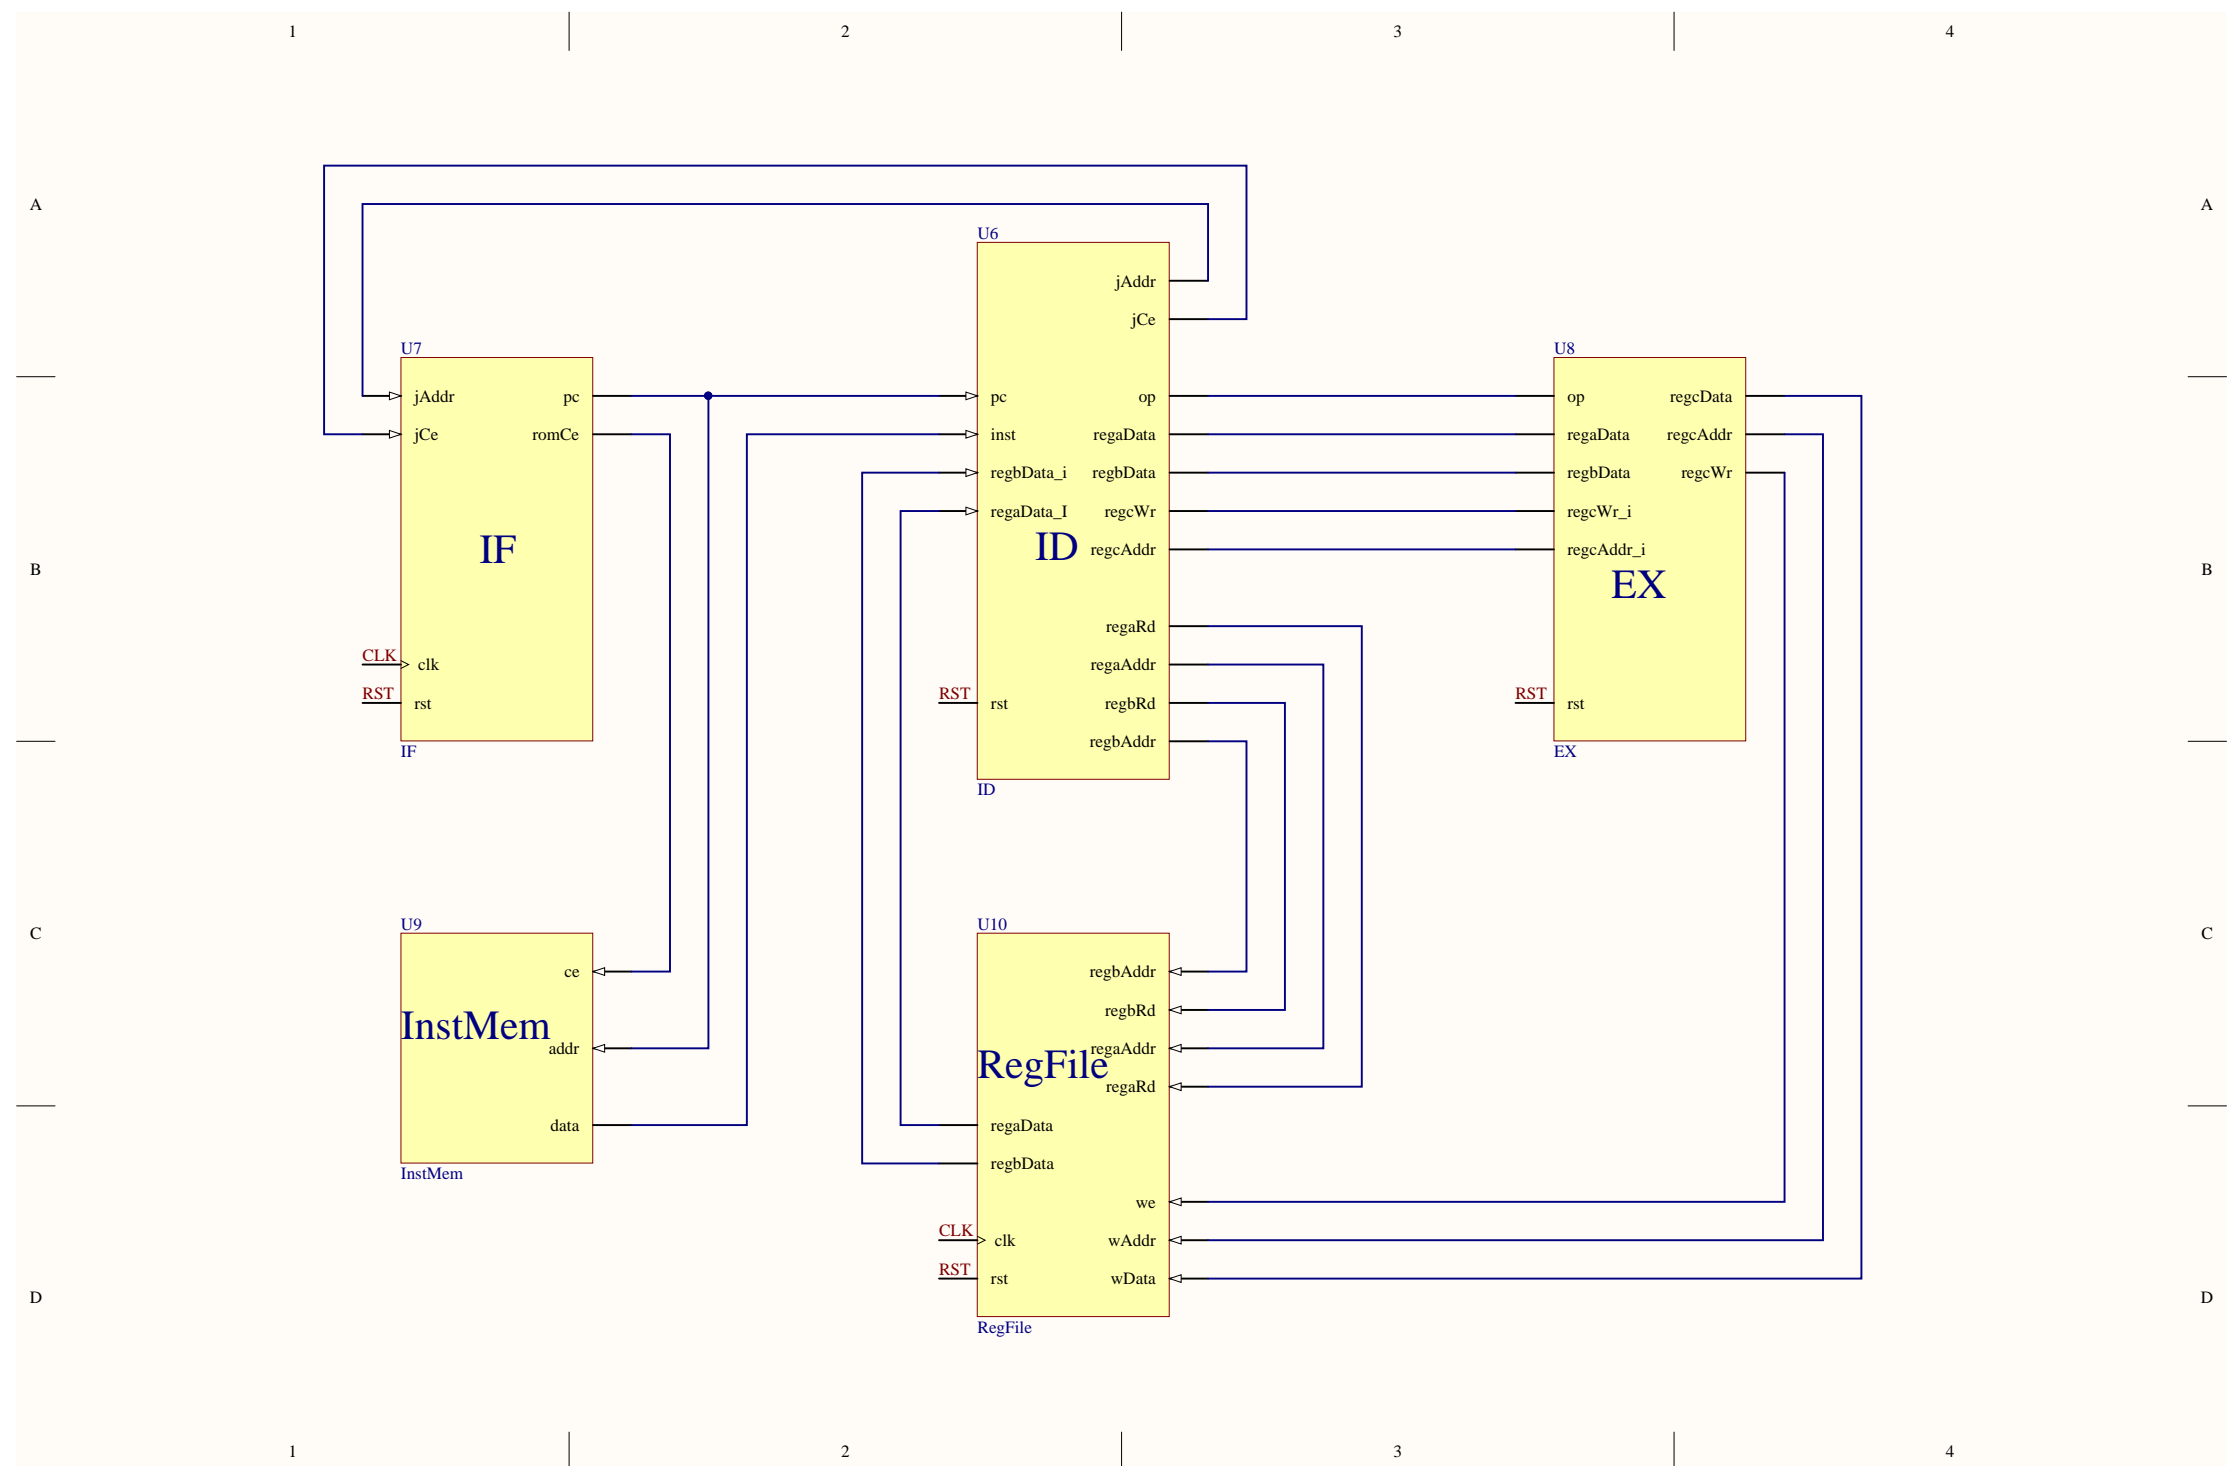 1 2 3 4
A A
U6
jAddr
jCe
U7 U8
jAddr pc pc op op regcData
jCe romCe inst regaData regaData regcAddr
regbData_i regbData regbData regcWr
regaData_I regcWr regcWr_i
IF ID regcAddr regcAddr_i
B B
EX
regaRd
CLK clk regaAddr
RST rst RST rst regbRd RST rst
regbAddr
IF EX
ID
U9 U10
C C
ce regbAddr
regbRd
InstMem
addr regaAddr
RegFile
regaRd
data regaData
regbData
InstMem
we
CLK clk wAddr
RST rst wData
D D
RegFile
1 2 3 4